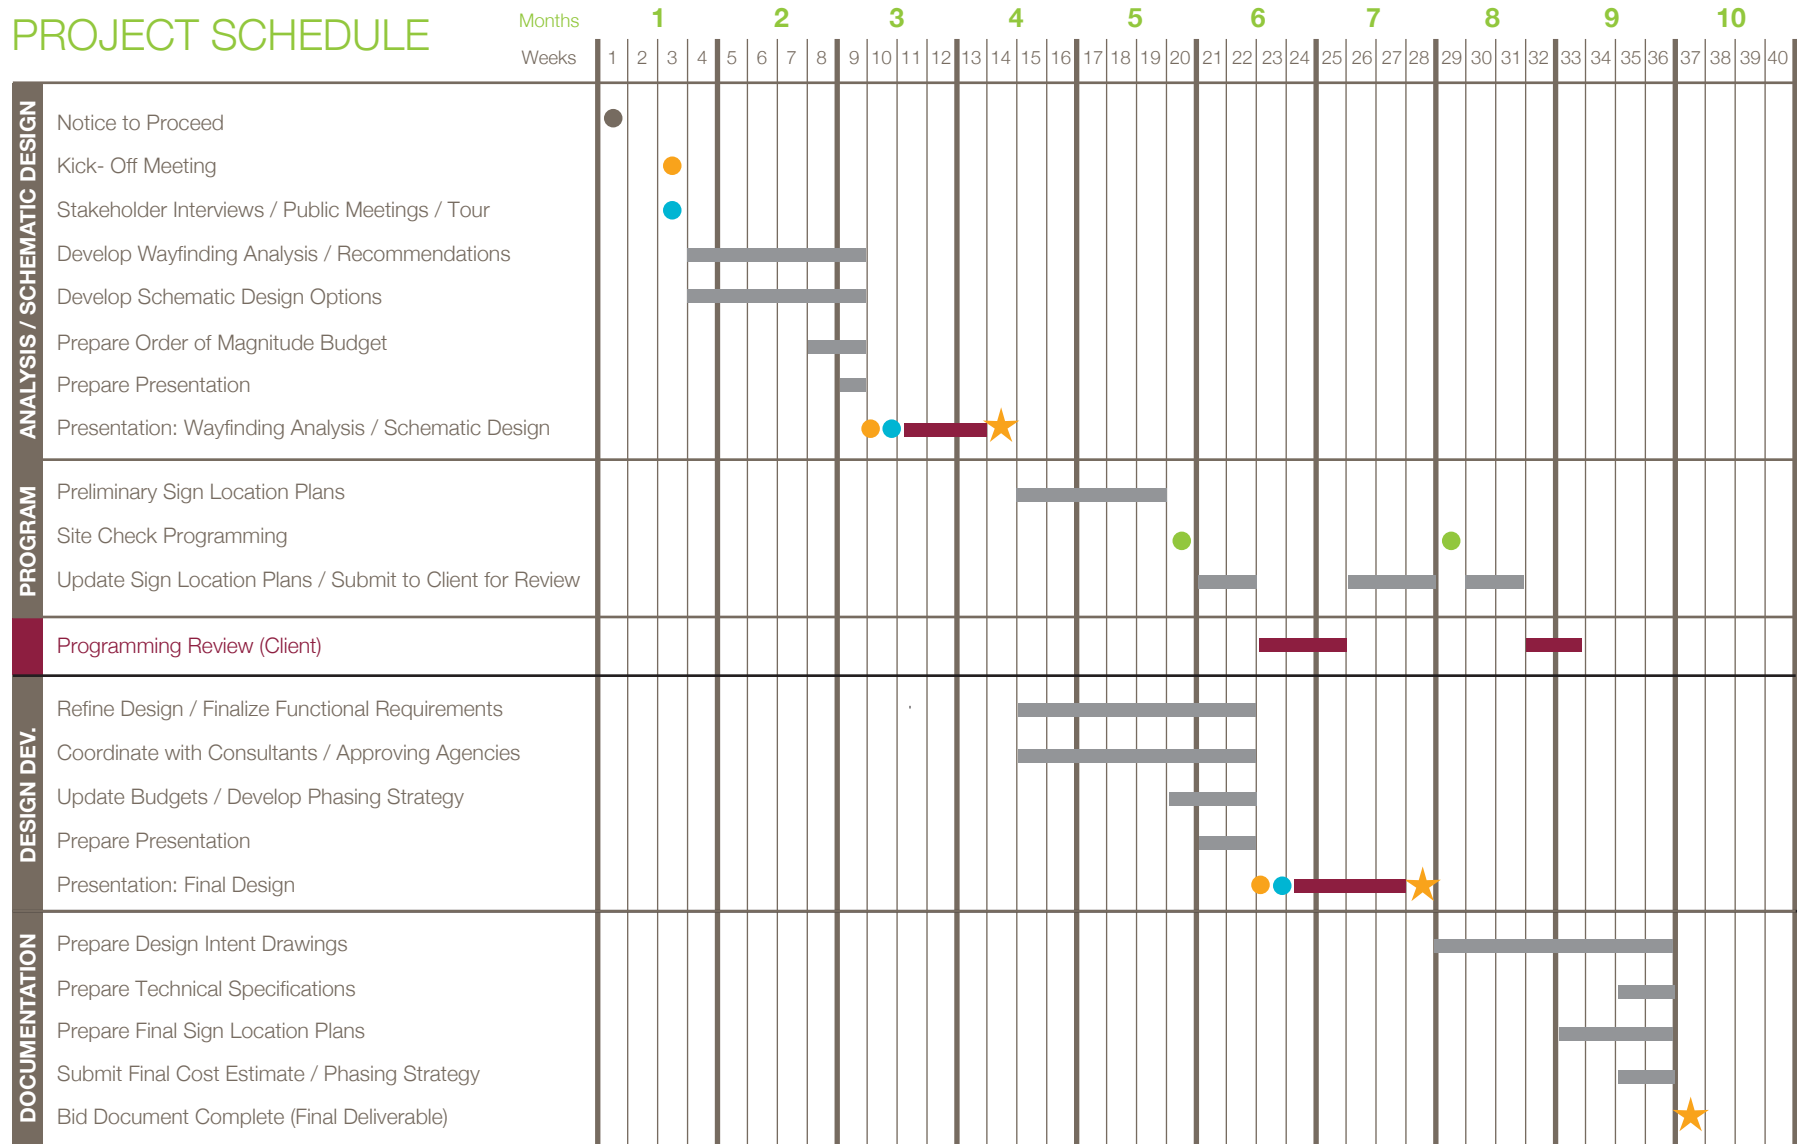 PROJECT SCHEDULE
Months 1 2 3 4 5 6 7 8 9 10
Weeks 1 2 3 4 5 6 7 8 9 10 11 12 13 14 15 16 17 18 19 20 21 22 23 24 25 26 27 28 29 30 31 32 33 34 35 36 37 38 39 40
ANALYSIS / SCHEMATIC DESIGN
Notice to Proceed
Kick- Off Meeting
Stakeholder Interviews / Public Meetings / Tour
Develop Wayfinding Analysis / Recommendations
Develop Schematic Design Options
Prepare Order of Magnitude Budget
Prepare Presentation
Presentation: Wayfinding Analysis / Schematic Design
PROGRAM
Preliminary Sign Location Plans
Site Check Programming
Update Sign Location Plans / Submit to Client for Review
Programming Review (Client)
DESIGN DEV.
Refine Design / Finalize Functional Requirements
Coordinate with Consultants / Approving Agencies
Update Budgets / Develop Phasing Strategy
Prepare Presentation
Presentation: Final Design
DOCUMENTATION
Prepare Design Intent Drawings
Prepare Technical Specifications
Prepare Final Sign Location Plans
Submit Final Cost Estimate / Phasing Strategy
Bid Document Complete (Final Deliverable)